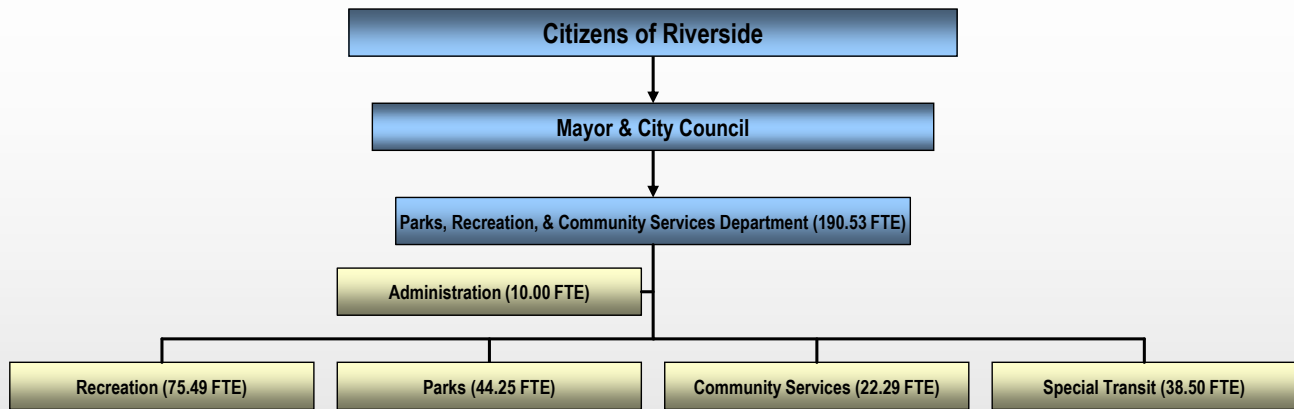 Citizens of Riverside
Mayor & City Council
Parks, Recreation, & Community Services Department (190.53 FTE)
Administration (10.00 FTE)
Recreation (75.49 FTE)
Parks (44.25 FTE)
Community Services (22.29 FTE)
Special Transit (38.50 FTE)